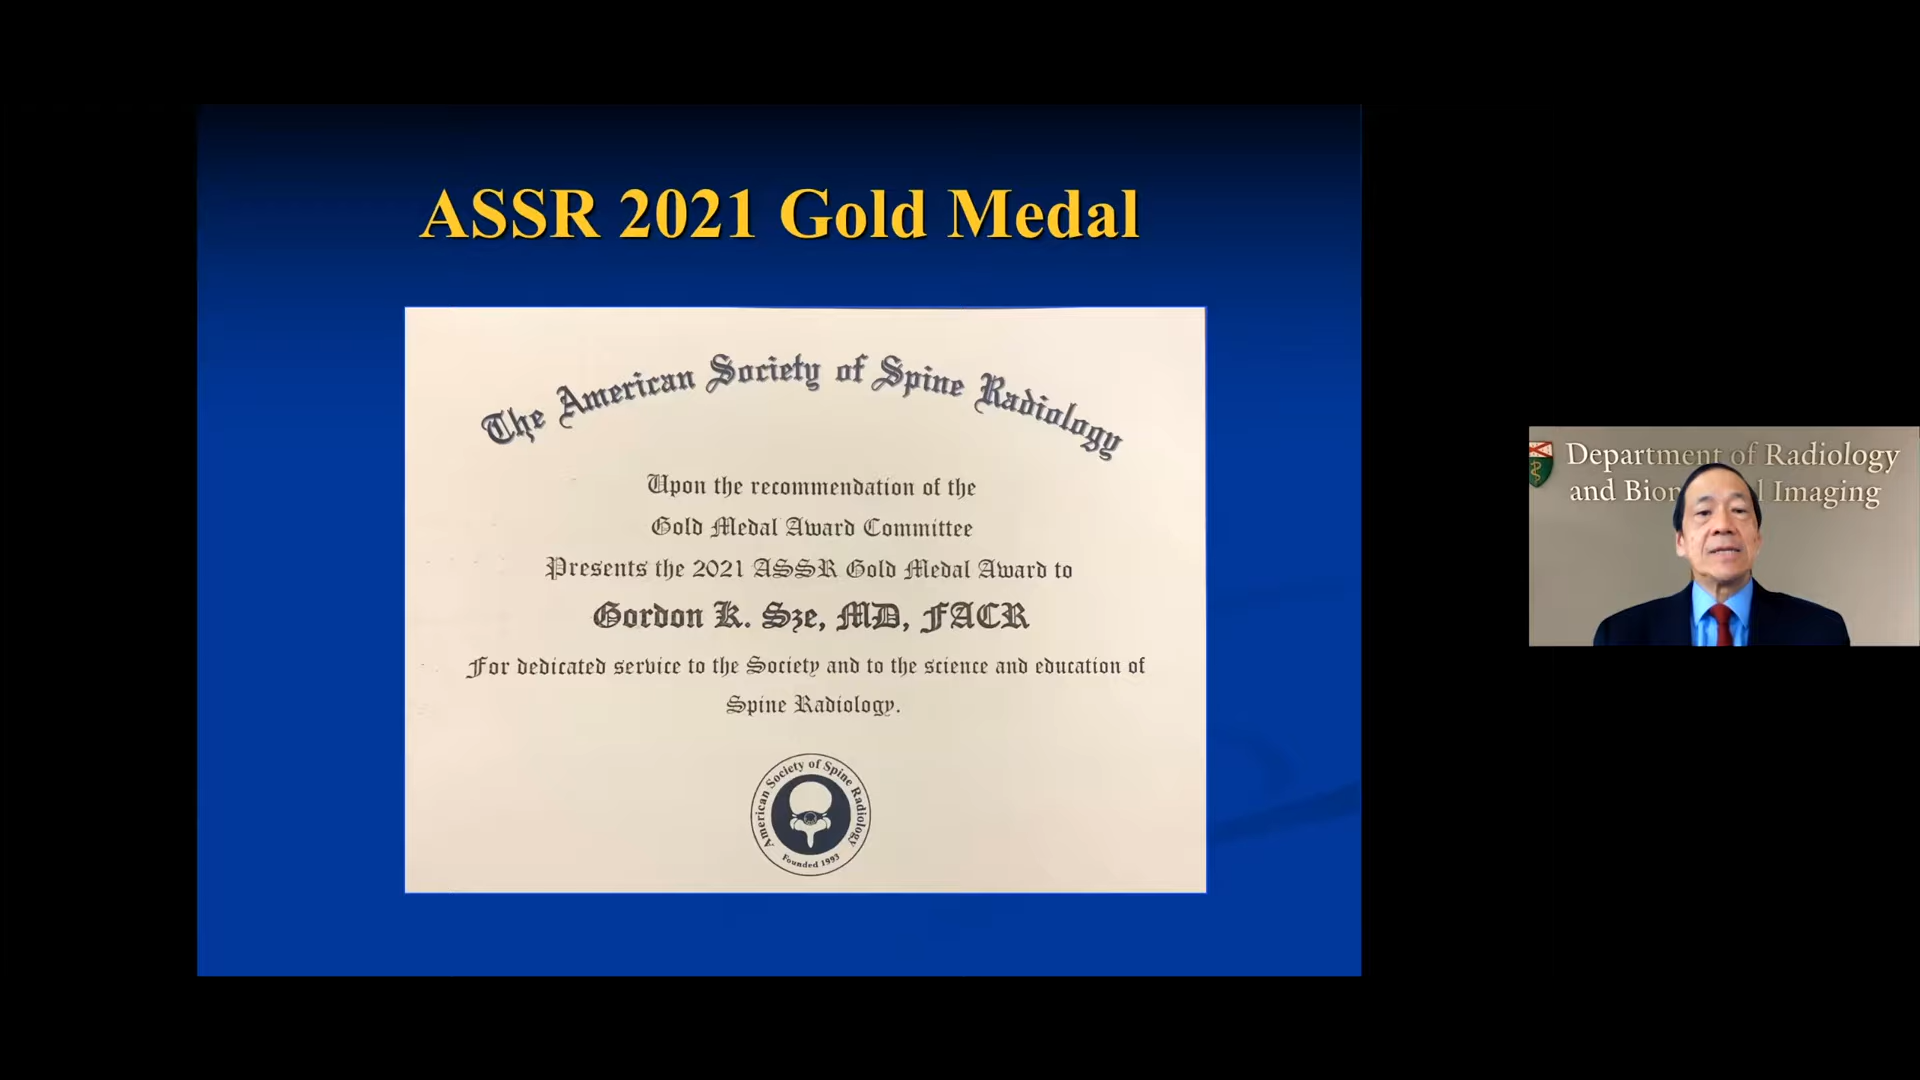 ASSR 2021 Gold Medal
The American Society of Spine Radiology
Upon the recommendation of the
Gold Medal Award Committee
Presents the 2021 ASSR Gold Medal Award to
Gordon K. Sze, MD, FACR
For dedicated service to the Society and to the science and education of
Spine Radiology.
American Society of Spine Radiology
Founded 1993
Department of Radiology
and Biom l Imaging